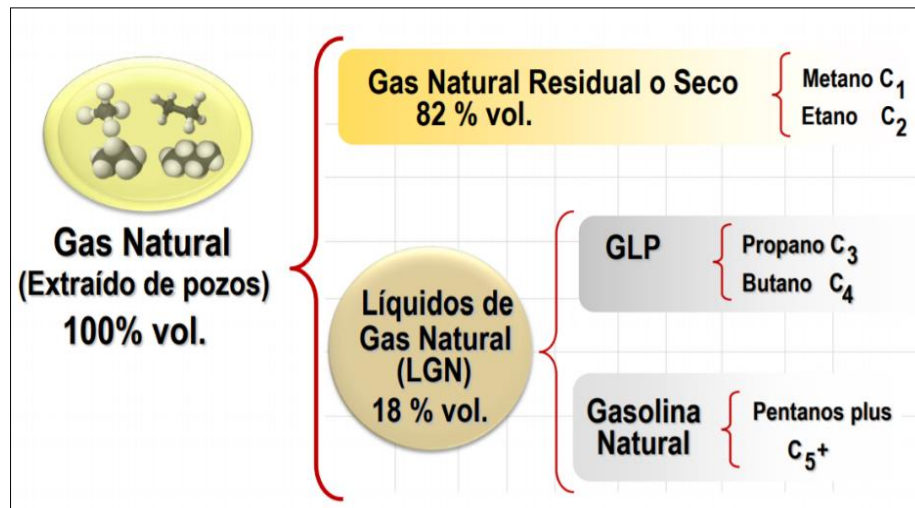 Gas Natural
(Extraído de pozos)
100% vol.
Gas Natural Residual o Seco
82 % vol.
Metano C1
Etano C2
Líquidos de
Gas Natural
(LGN)
18 % vol.
GLP
Propano C3
Butano C4
Gasolina
Natural
Pentanos plus
C5+